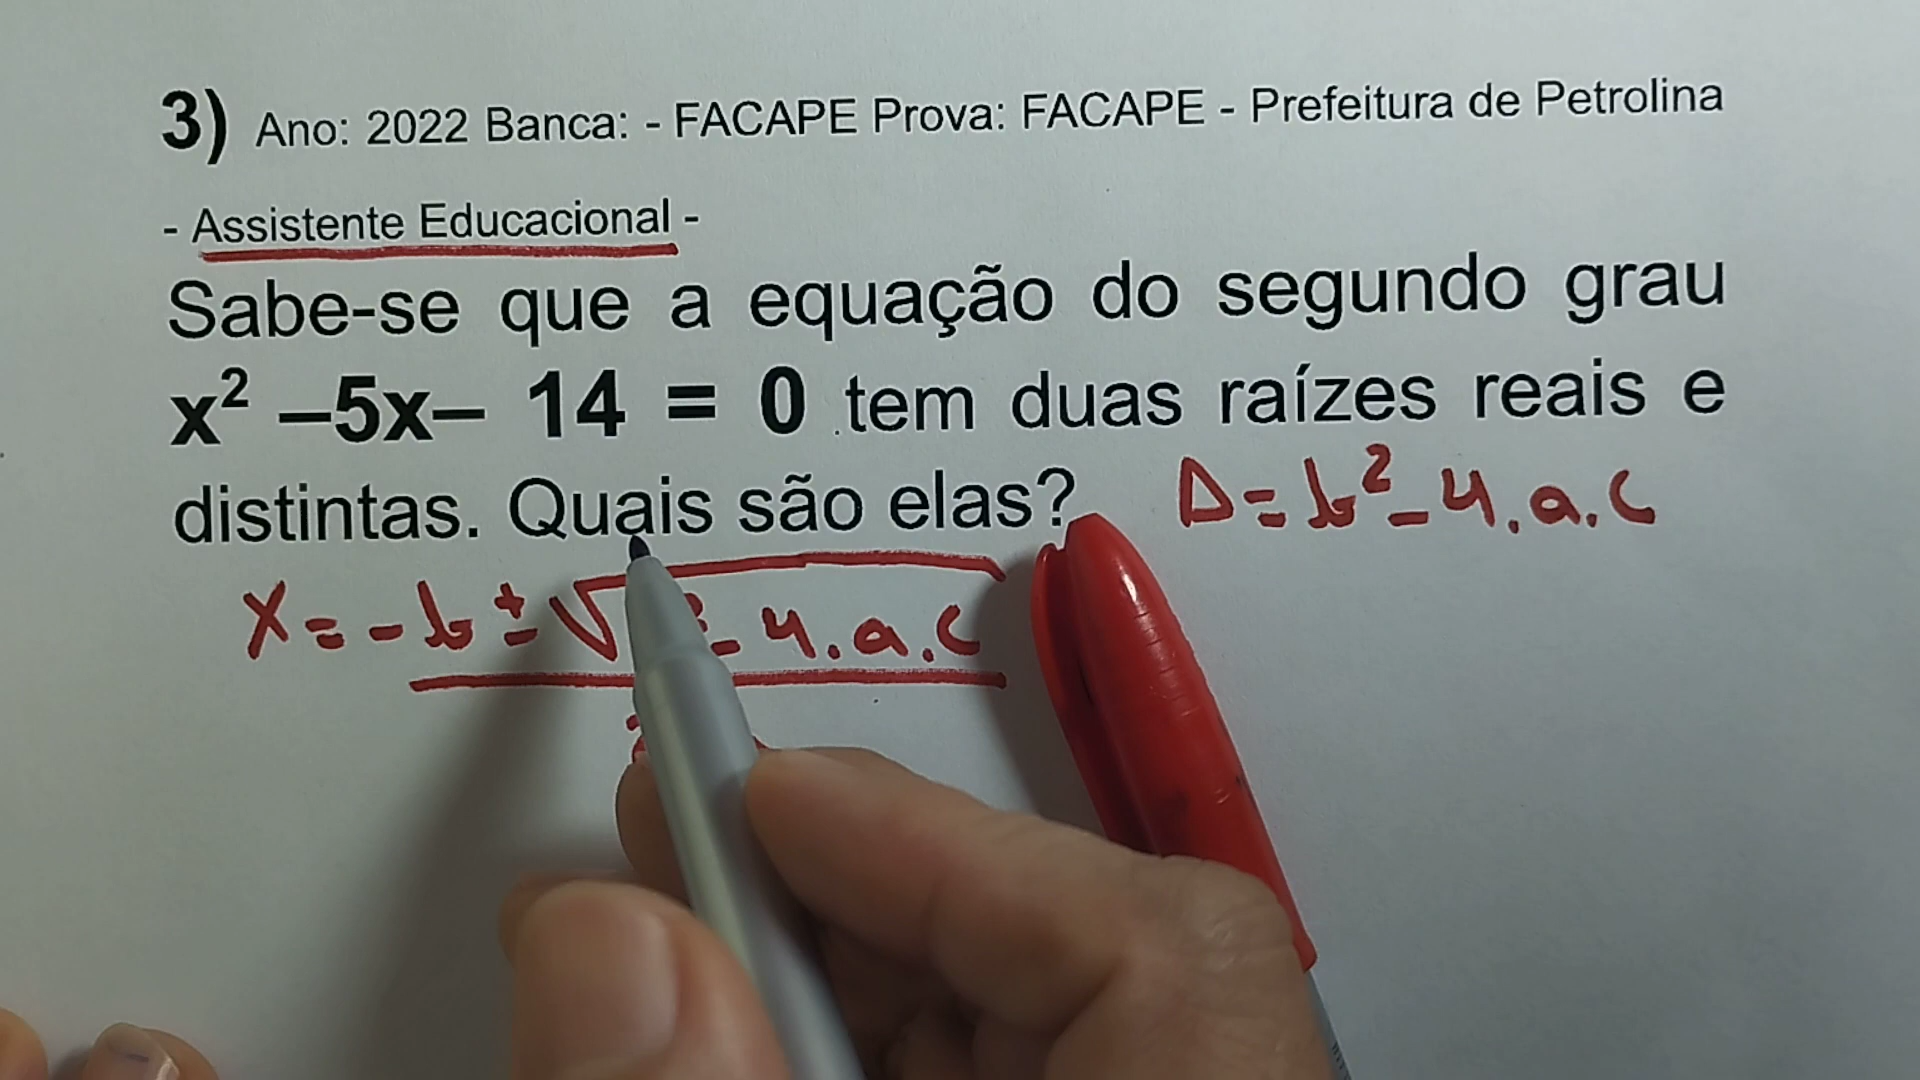 3) Ano: 2022 Banca: - FACAPE Prova: FACAPE - Prefeitura de Petrolina
- Assistente Educacional -
Sabe-se que a equação do segundo grau
x² –5x– 14 = 0 tem duas raízes reais e
distintas. Quais são elas?
Δ = b² - 4.a.c
X = -b ± √ ² - 4.a.c